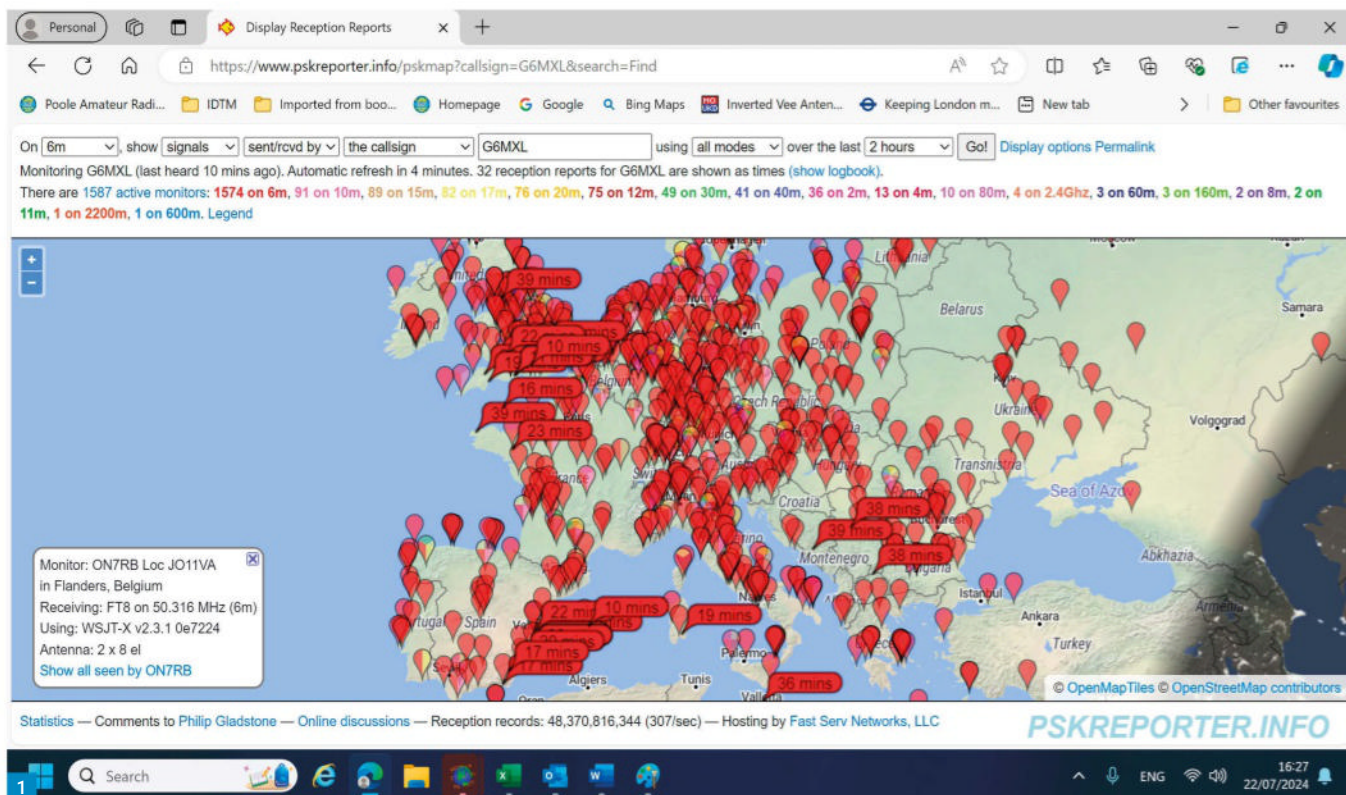 Personal
Display Reception Reports
https://www.pskreporter.info/pskmap?callsign=G6MXL&search=Find
Poole Amateur Radi... IDTM Imported from boo... Homepage Google Bing Maps Inverted Vee Anten... Keeping London m... New tab Other favourites
On 6m, show signals sent/rcvd by the callsign G6MXL using all modes over the last 2 hours Go! Display options Permalink
Monitoring G6MXL (last heard 10 mins ago). Automatic refresh in 4 minutes. 32 reception reports for G6MXL are shown as times (show logbook).
There are 1587 active monitors: 1574 on 6m, 91 on 10m, 89 on 15m, 82 on 17m, 76 on 20m, 75 on 12m, 49 on 30m, 41 on 40m, 36 on 2m, 13 on 4m, 10 on 80m, 4 on 2.4Ghz, 3 on 60m, 3 on 160m, 2 on 8m, 2 on
11m, 1 on 2200m, 1 on 600m. Legend
+
−
39 mins
Belarus
Samara
22 mins
10 mins
Belgium
16 mins
Ukraine
39 mins
Volgograd
23 mins
Transnistria
Croatia
Sea of Azov
38 mins
39 mins
Montenegro
38 mins
Abkhazia
Istanbul
Armenia
Ankara
Turkey
Spain
10 mins
19 mins
17 mins
17 mins
Palermo
Algiers
Tunis
36 mins
Monitor: ON7RB Loc JO11VA
in Flanders, Belgium
Receiving: FT8 on 50.316 MHz (6m)
Using: WSJT-X v2.3.1 0e7224
Antenna: 2 x 8 el
Show all seen by ON7RB
© OpenMapTiles © OpenStreetMap contributors
Statistics — Comments to Philip Gladstone — Online discussions — Reception records: 48,370,816,344 (307/sec) — Hosting by Fast Serv Networks, LLC
PSKREPORTER.INFO
1
Search
ENG
16:27
22/07/2024